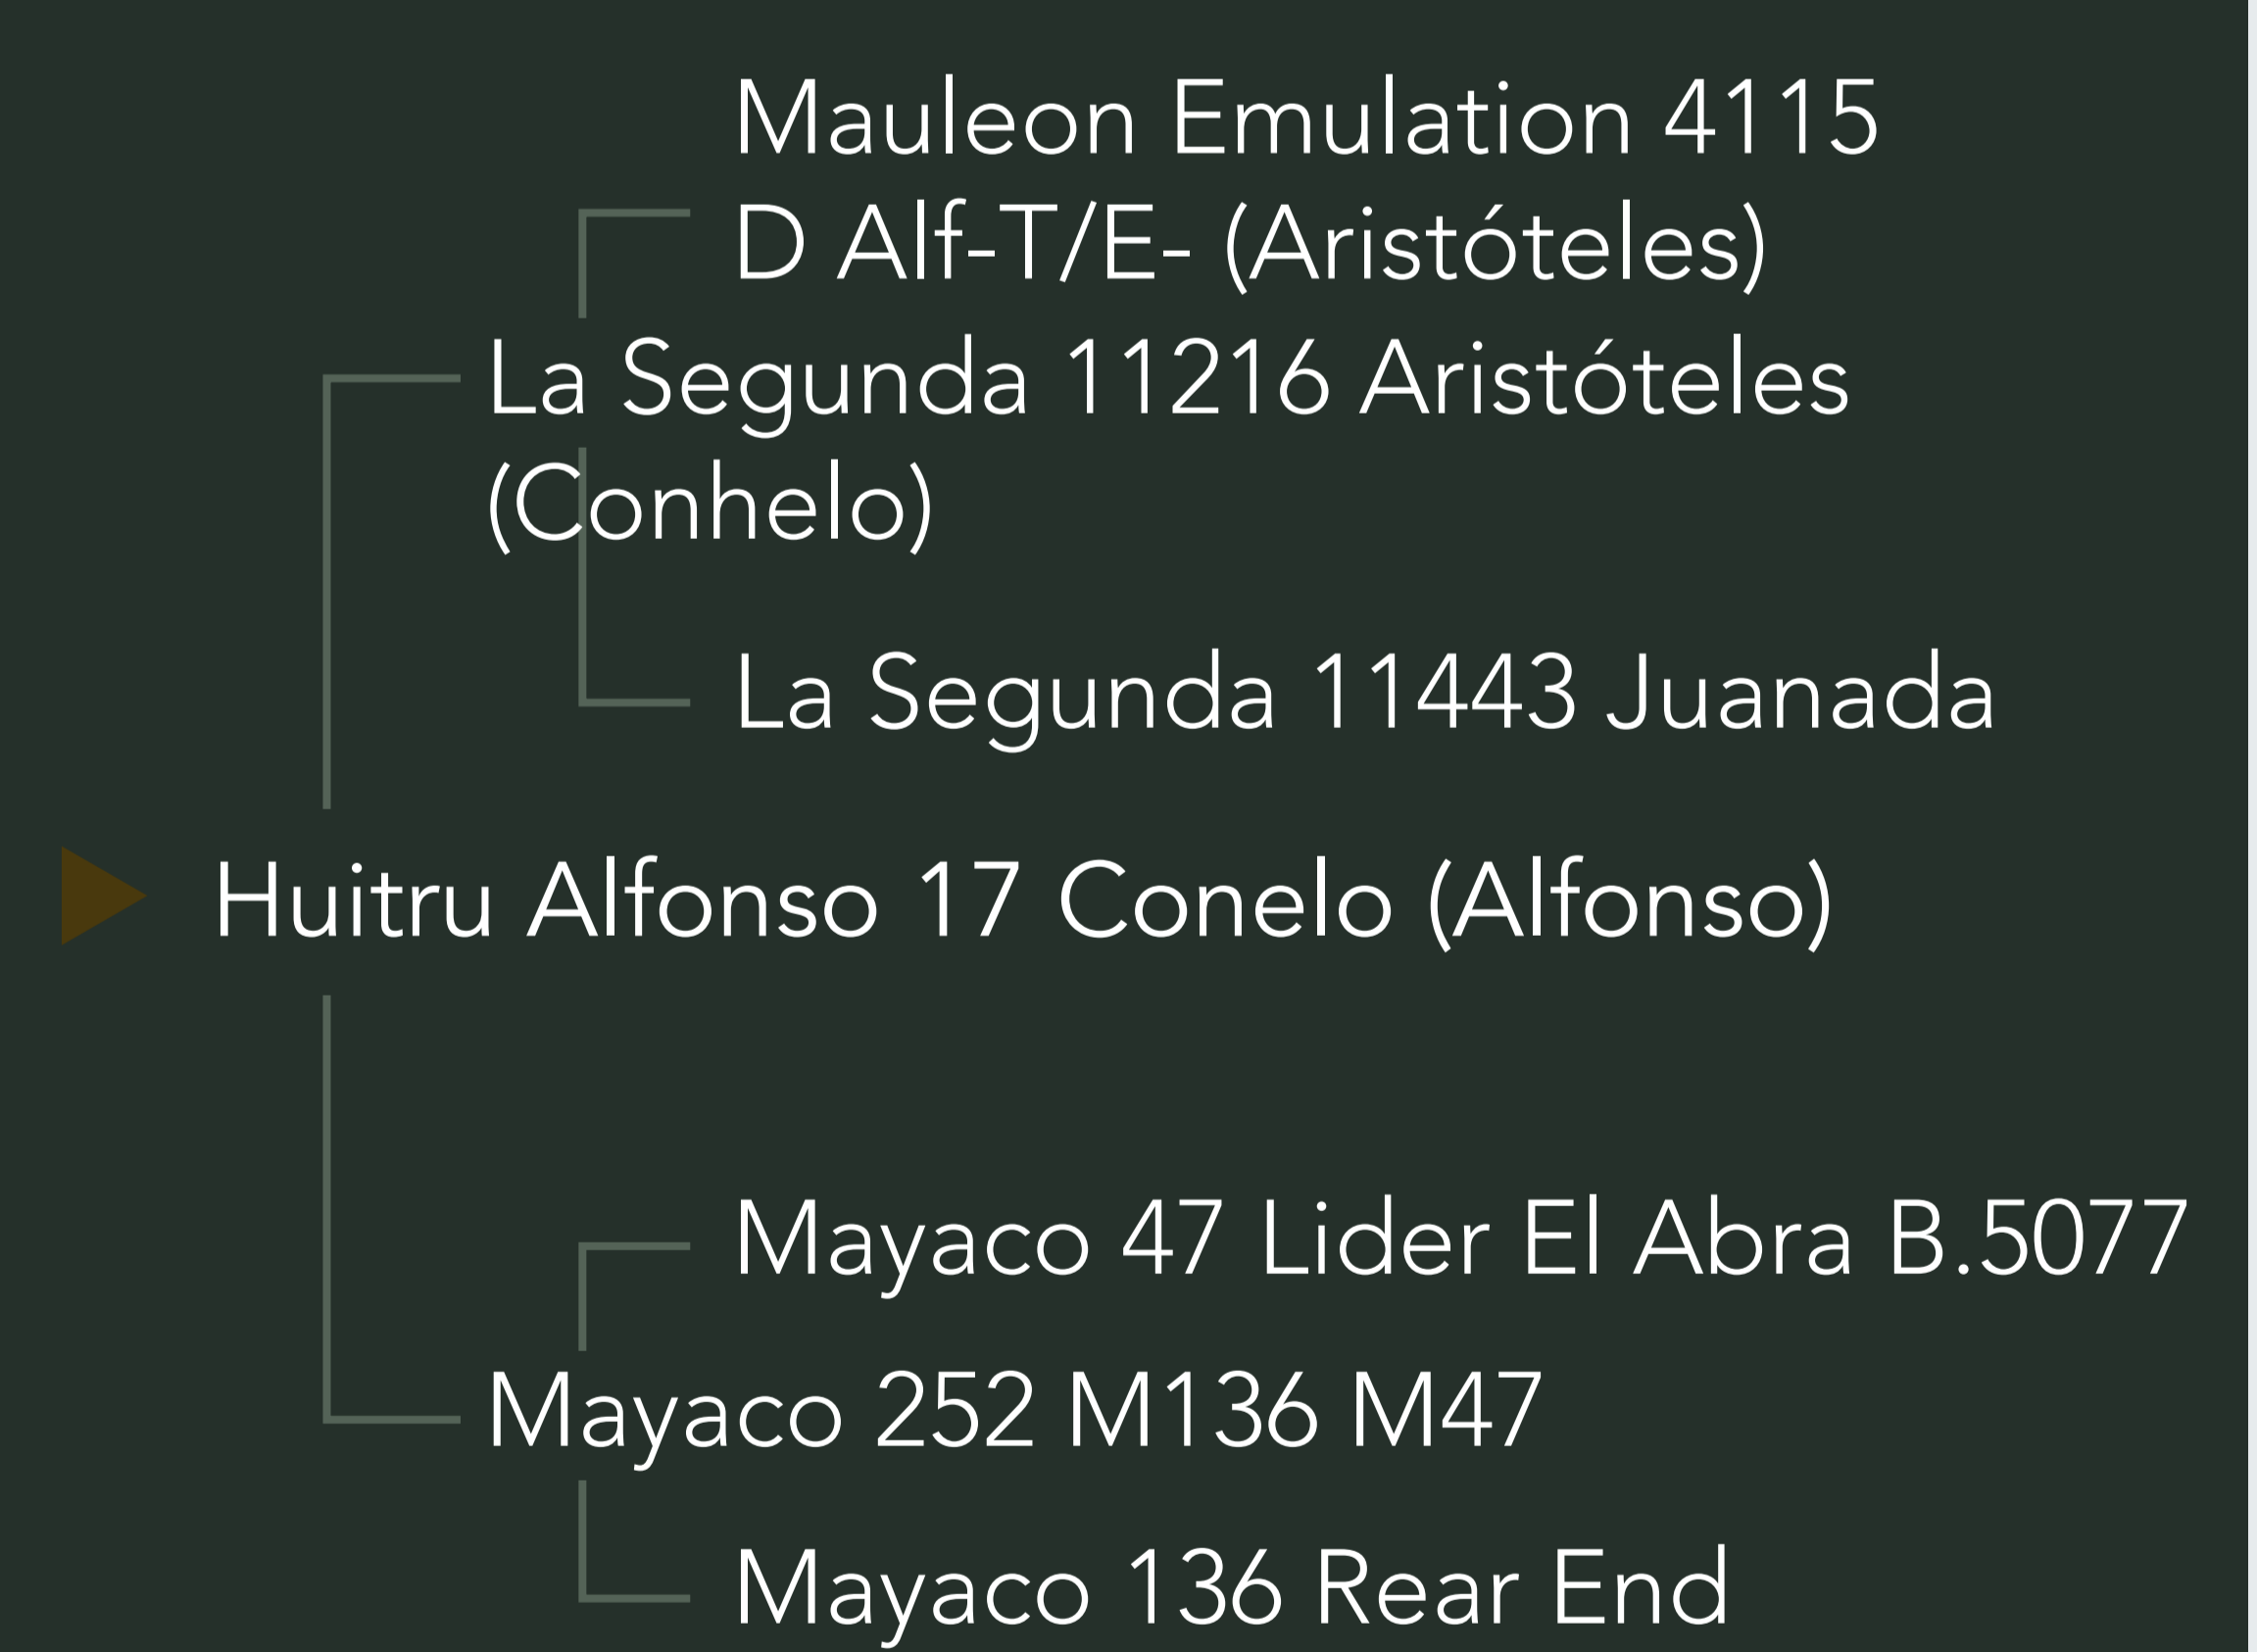 Mauleon Emulation 4115
D Alf-T/E- (Aristóteles)
La Segunda 11216 Aristóteles
(Conhelo)
La Segunda 11443 Juanada
Huitru Alfonso 17 Conelo (Alfonso)
Mayaco 47 Lider El Abra B.5077
Mayaco 252 M136 M47
Mayaco 136 Rear End